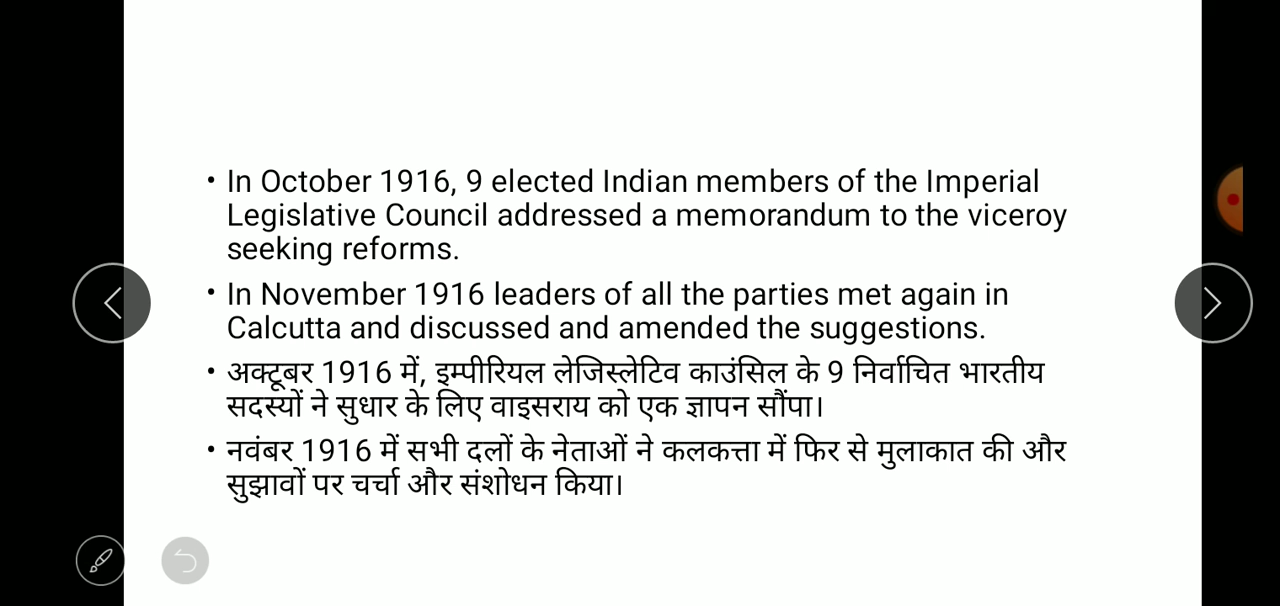 • In October 1916, 9 elected Indian members of the Imperial
Legislative Council addressed a memorandum to the viceroy
seeking reforms.
• In November 1916 leaders of all the parties met again in
Calcutta and discussed and amended the suggestions.
• अक्टूबर 1916 में, इम्पीरियल लेजिस्लेटिव काउंसिल के 9 निर्वाचित भारतीय
सदस्यों ने सुधार के लिए वाइसराय को एक ज्ञापन सौंपा।
• नवंबर 1916 में सभी दलों के नेताओं ने कलकत्ता में फिर से मुलाकात की और
सुझावों पर चर्चा और संशोधन किया।